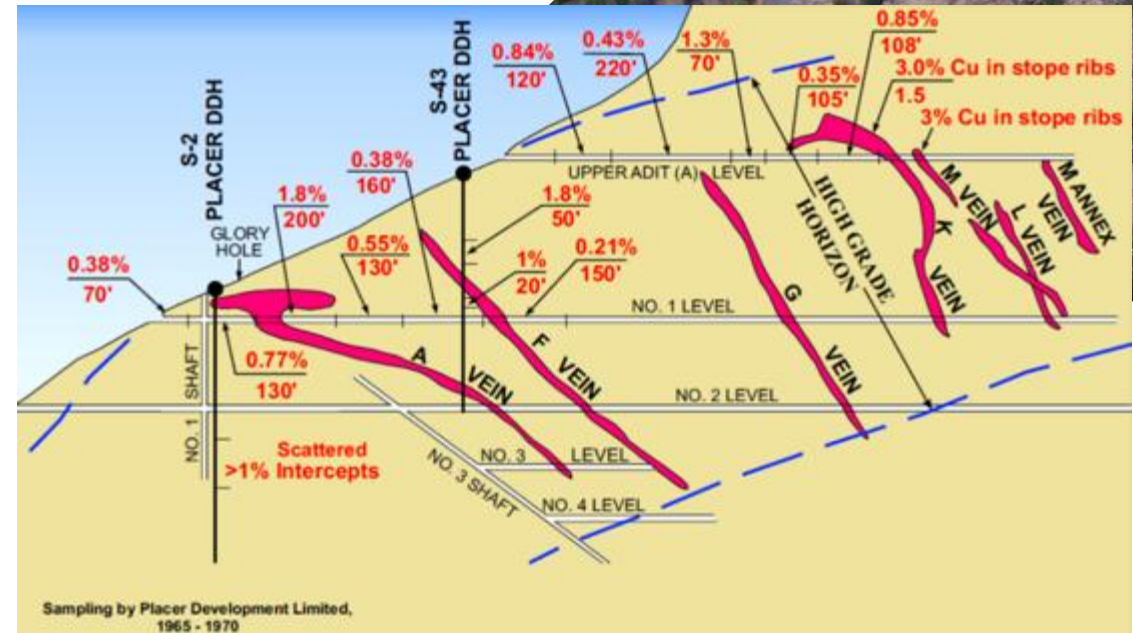 0.85%
108'
0.84%
120'
0.43%
220'
1.3%
70'
S-43
PLACER DDH
3.0% Cu in stope ribs
1.5
0.35%
105'
3% Cu in stope ribs
S-2
PLACER DDH
UPPER ADIT (A) LEVEL
0.38%
160'
1.8%
200'
1.8%
50'
GLORY
HOLE
HIGH GRADE
HORIZON
M VEIN
L VEIN
M ANNEX
VEIN
K
VEIN
0.55%
130'
0.38%
70'
1%
20'
0.21%
150'
G
VEIN
NO. 1 LEVEL
F VEIN
A
VEIN
0.77%
130'
NO. 1 SHAFT
NO. 2 LEVEL
Scattered
>1% Intercepts
NO. 3 LEVEL
NO. 3 SHAFT
NO. 4 LEVEL
Sampling by Placer Development Limited,
1965 - 1970